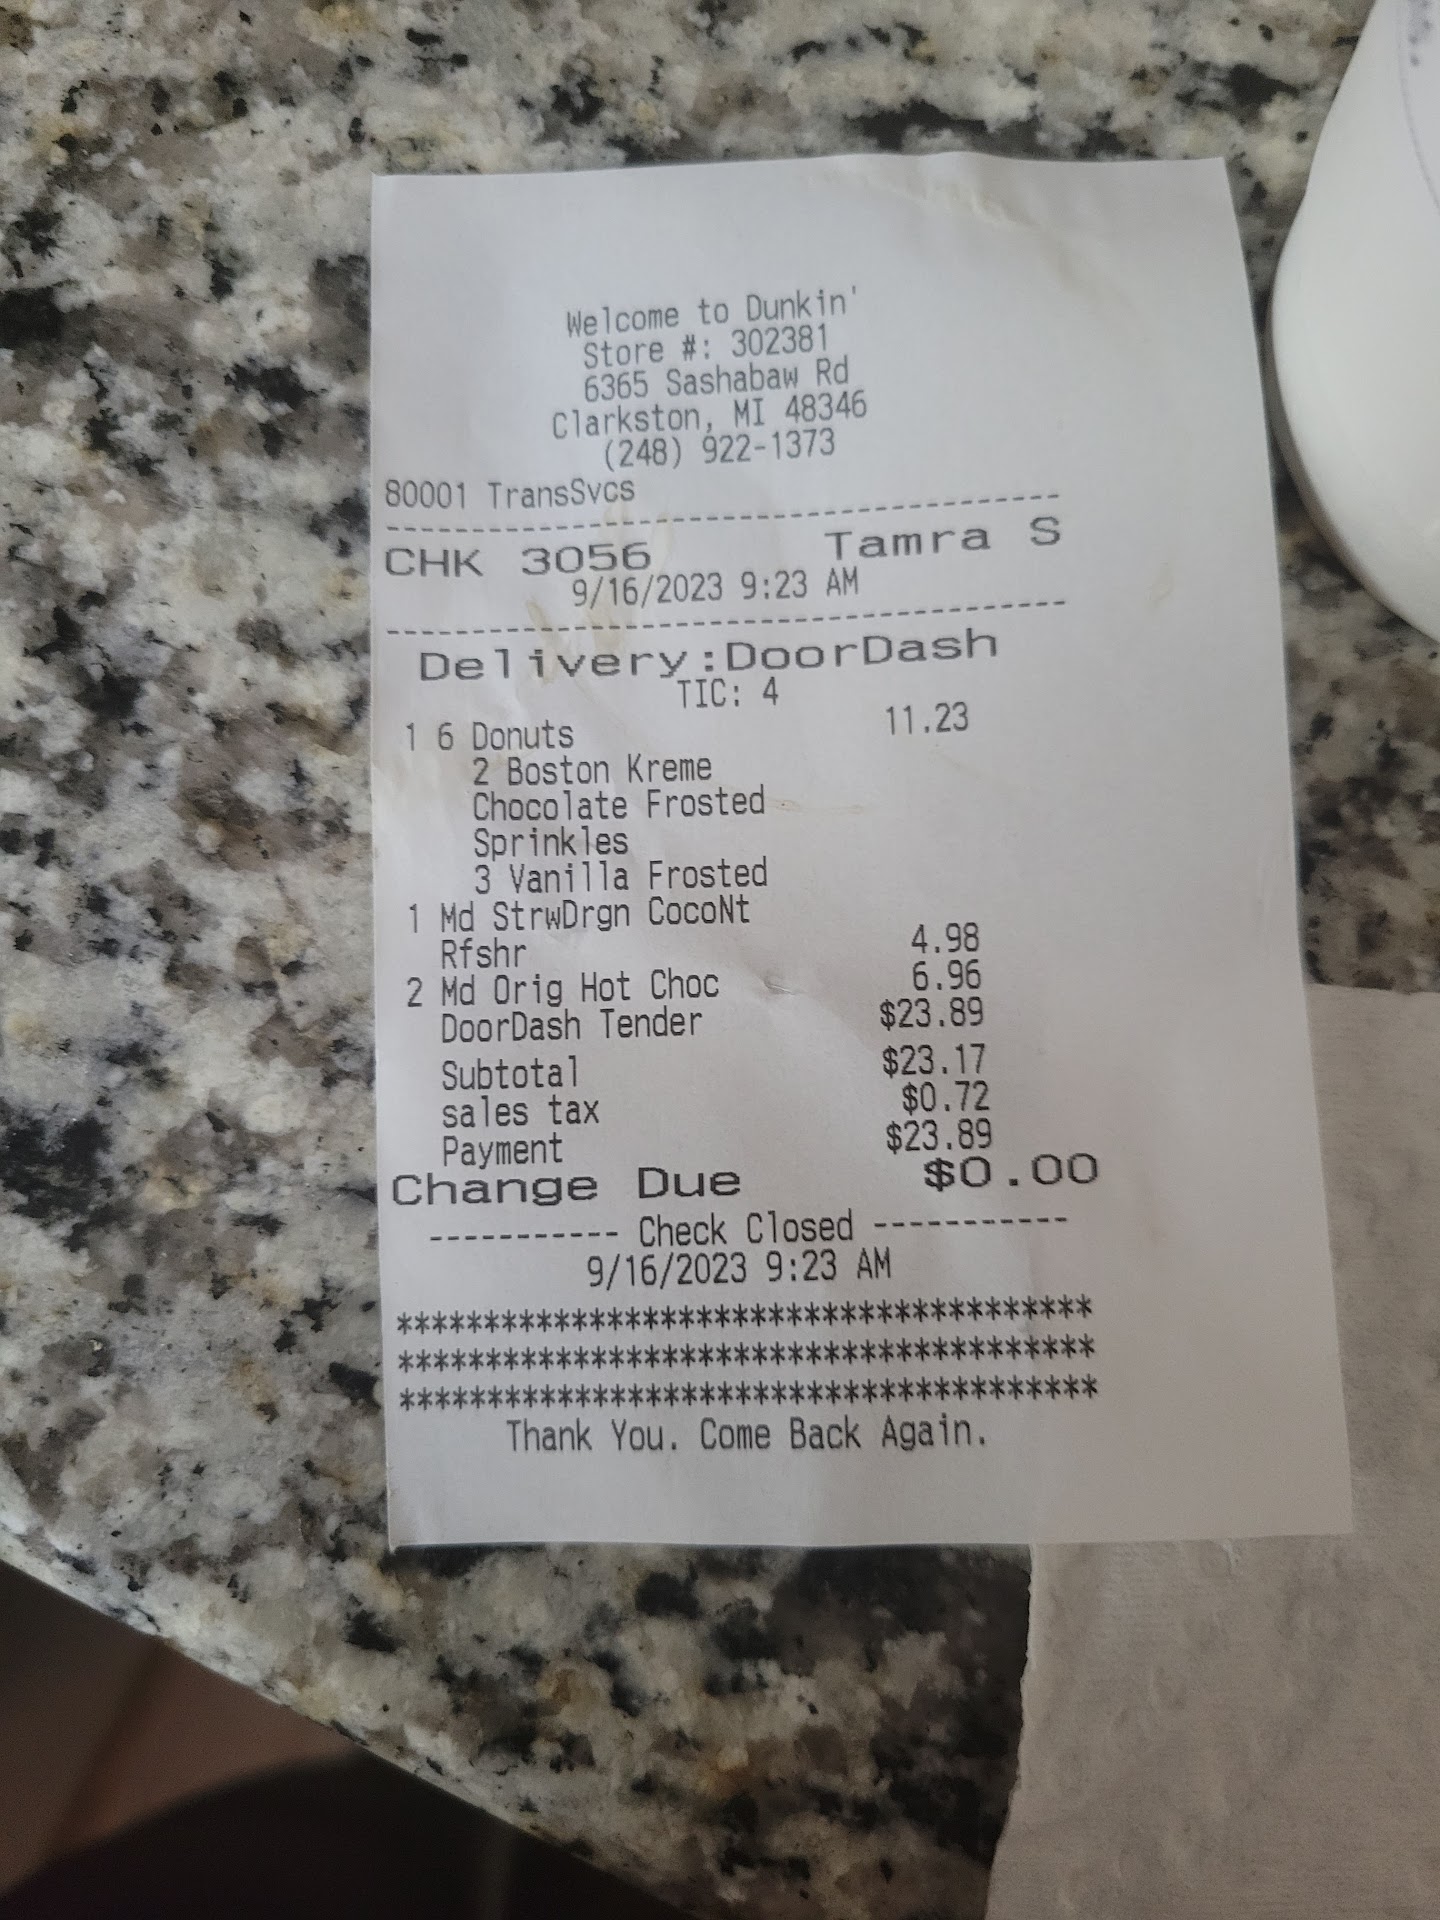 Welcome to Dunkin'
Store #: 302381
6365 Sashabaw Rd
Clarkston, MI 48346
(248) 922-1373
80001 TransSvcs
----------------------------------------
CHK 3056 Tamra S
9/16/2023 9:23 AM
----------------------------------------
Delivery:DoorDash
TIC: 4
1 6 Donuts 11.23
2 Boston Kreme
Chocolate Frosted
Sprinkles
3 Vanilla Frosted
1 Md StrwDrgn CocoNt
Rfshr 4.98
2 Md Orig Hot Choc 6.96
DoorDash Tender $23.89
Subtotal $23.17
sales tax $0.72
Payment $23.89
Change Due $0.00
----------- Check Closed -----------
9/16/2023 9:23 AM
****************************************
****************************************
****************************************
Thank You. Come Back Again.